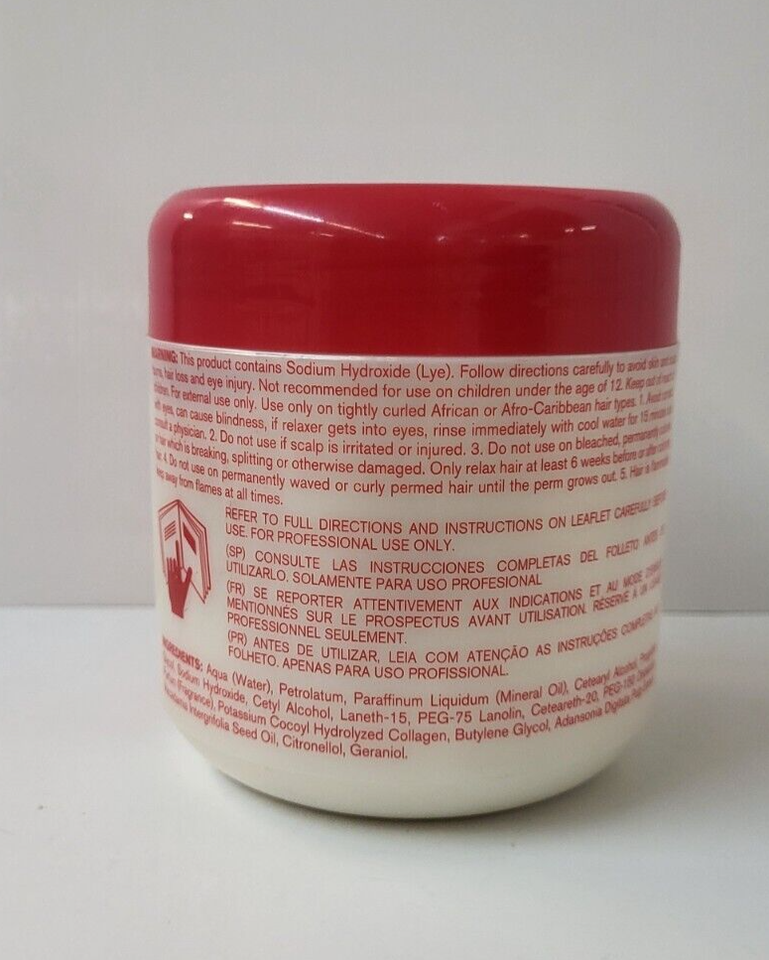 WARNING: This product contains Sodium Hydroxide (Lye). Follow directions carefully to avoid skin and
hair loss and eye injury. Not recommended for use on children under the age of 12. Keep out of
children. For external use only. Use only on tightly curled African or Afro-Caribbean hair types. 1. Avoid
with eyes, can cause blindness, if relaxer gets into eyes, rinse immediately with cool water for 15 minutes
consult a physician. 2. Do not use if scalp is irritated or injured. 3. Do not use on bleached, permanently
hair which is breaking, splitting or otherwise damaged. Only relax hair at least 6 weeks before or after
4. Do not use on permanently waved or curly permed hair until the perm grows out. 5. Hair is
keep away from flames at all times.
REFER TO FULL DIRECTIONS AND INSTRUCTIONS ON LEAFLET CAREFULLY BEFORE
USE. FOR PROFESSIONAL USE ONLY.
(SP) CONSULTE LAS INSTRUCCIONES COMPLETAS DEL FOLLETO ANTES
UTILIZARLO. SOLAMENTE PARA USO PROFESIONAL
(FR) SE REPORTER ATTENTIVEMENT AUX INDICATIONS ET AU MODE
MENTIONNÉS SUR LE PROSPECTUS AVANT UTILISATION. RÉSERVÉ À UN
PROFESSIONNEL SEULEMENT.
(PR) ANTES DE UTILIZAR, LEIA COM ATENÇÃO AS INSTRUÇÕES
FOLHETO. APENAS PARA USO PROFISSIONAL.
INGREDIENTS: Aqua (Water), Petrolatum, Paraffinum Liquidum (Mineral Oil), Cetearyl Alcohol,
Sodium Hydroxide, Cetyl Alcohol, Laneth-15, PEG-75 Lanolin, Ceteareth-20, PEG-150
(Fragrance), Potassium Cocoyl Hydrolyzed Collagen, Butylene Glycol, Adansonia Digitata
Intergrifolia Seed Oil, Citronellol, Geraniol.